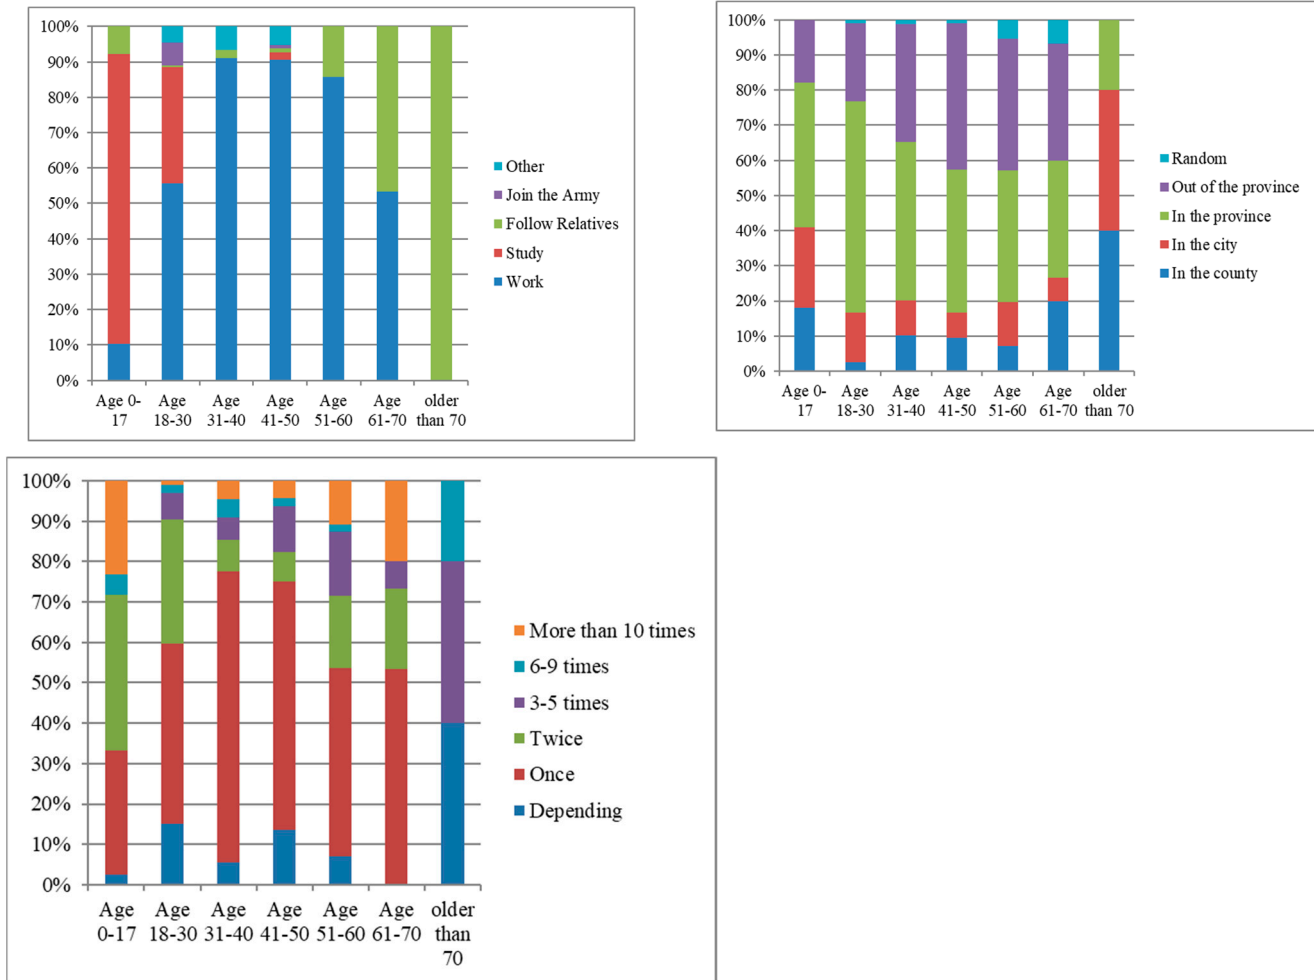 100%
90%
80%
70%
60%
50%
40%
30%
20%
10%
0%
Age 0-17
Age 18-30
Age 31-40
Age 41-50
Age 51-60
Age 61-70
older than 70
Other
Join the Army
Follow Relatives
Study
Work
100%
90%
80%
70%
60%
50%
40%
30%
20%
10%
0%
Age 0-17
Age 18-30
Age 31-40
Age 41-50
Age 51-60
Age 61-70
older than 70
Random
Out of the province
In the province
In the city
In the county
100%
90%
80%
70%
60%
50%
40%
30%
20%
10%
0%
Age 0-17
Age 18-30
Age 31-40
Age 41-50
Age 51-60
Age 61-70
older than 70
More than 10 times
6-9 times
3-5 times
Twice
Once
Depending